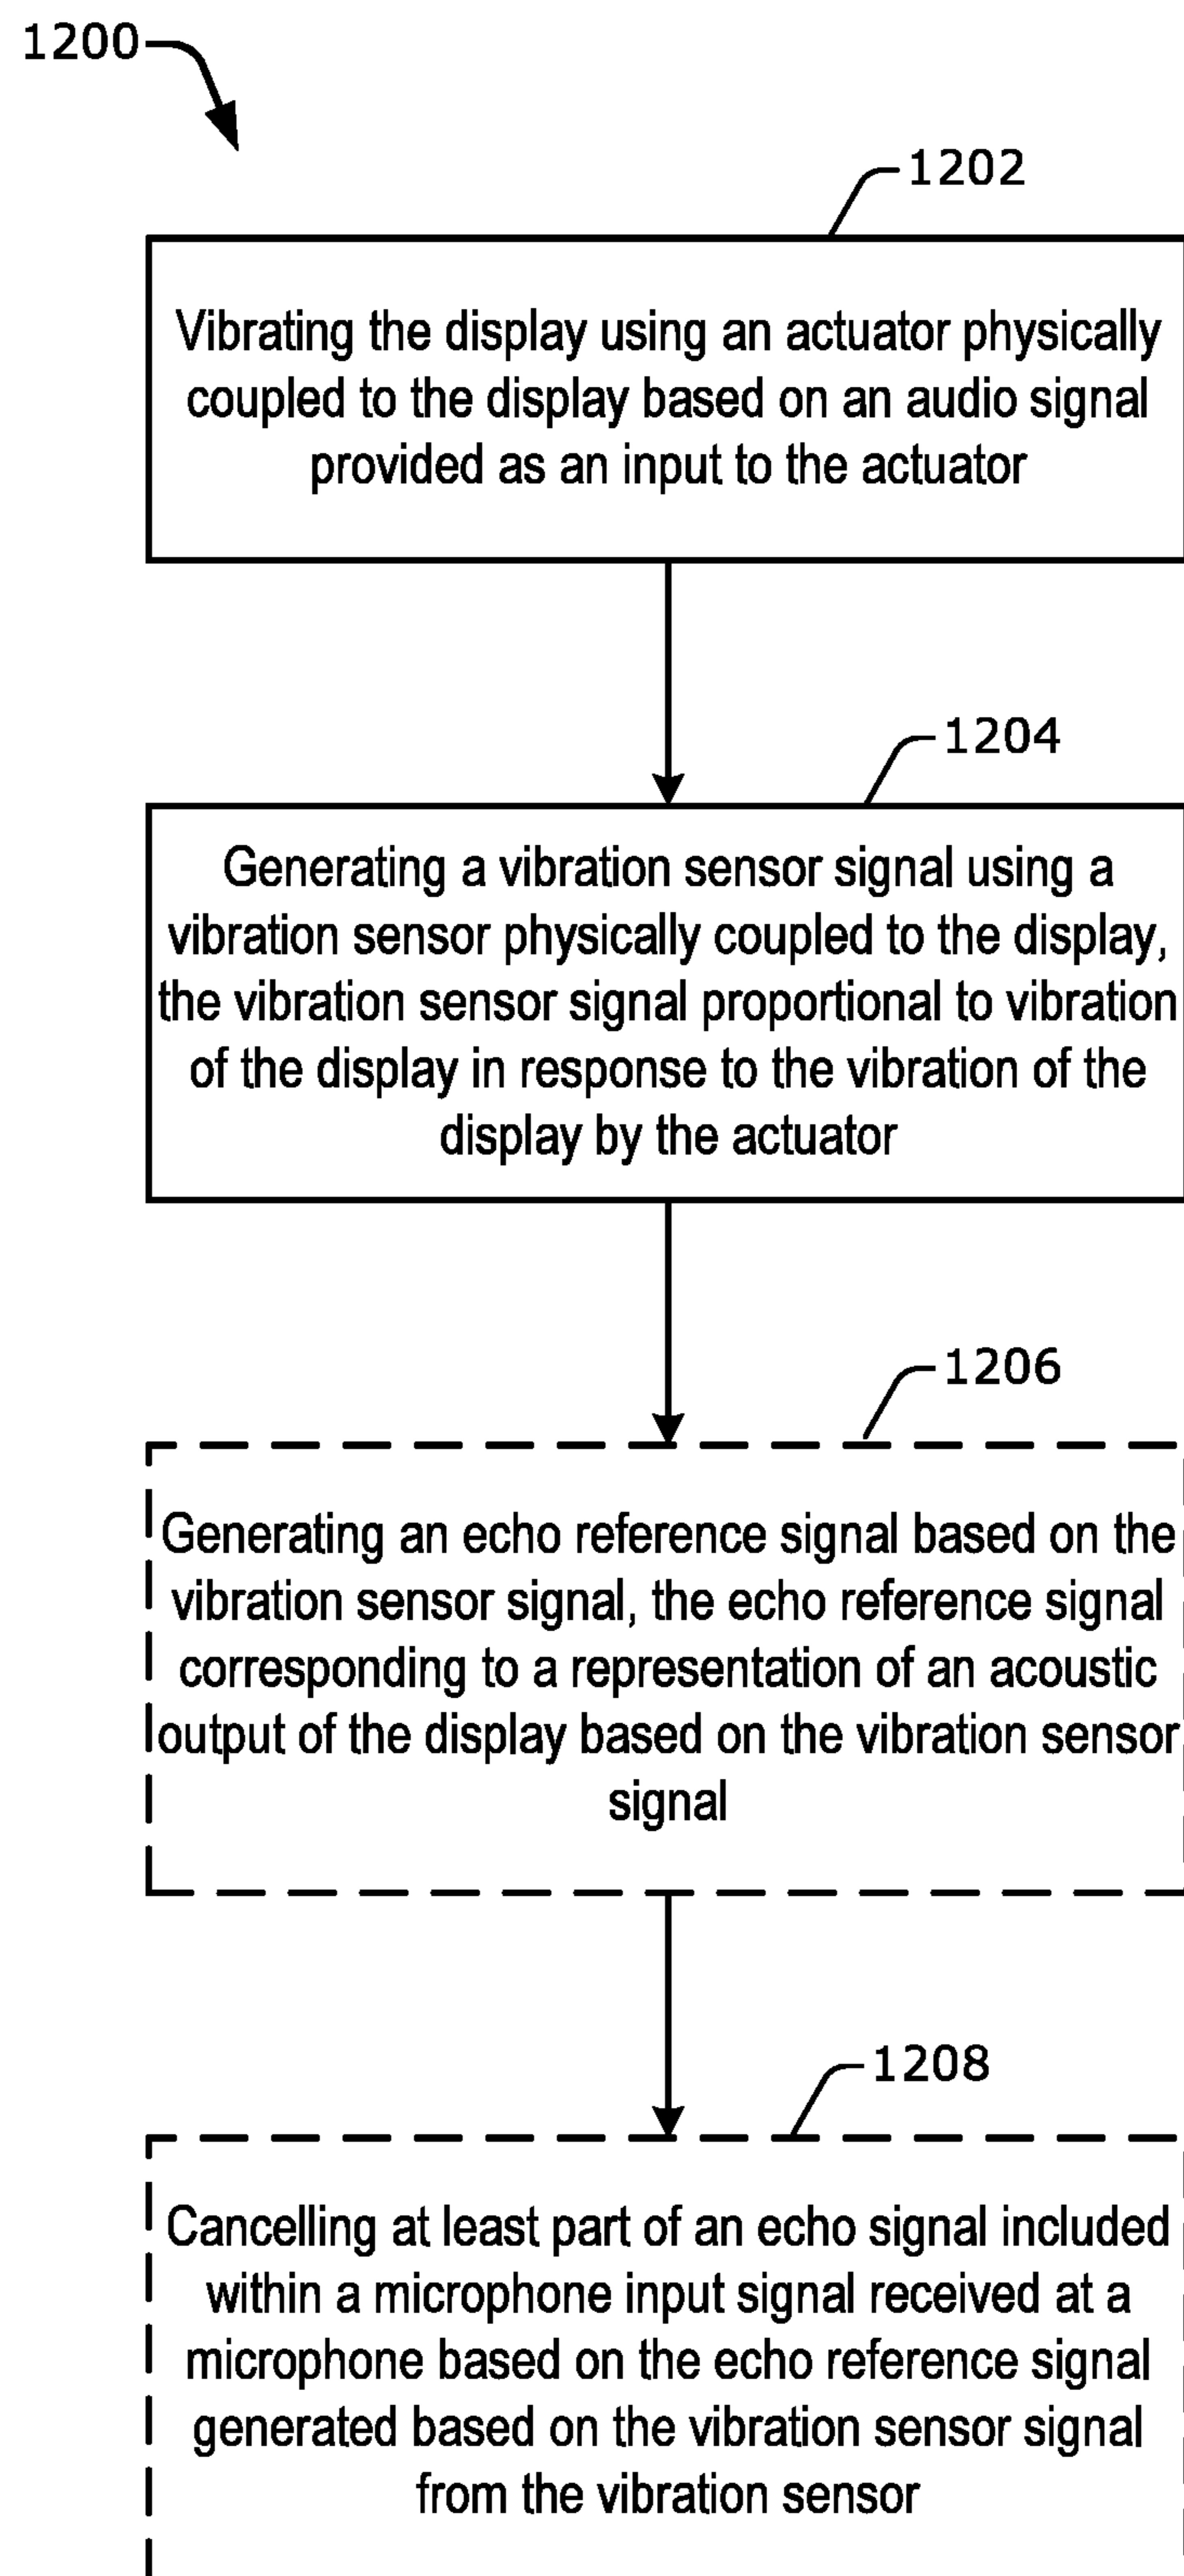 1200
1202
Vibrating the display using an actuator physically
coupled to the display based on an audio signal
provided as an input to the actuator
1204
Generating a vibration sensor signal using a
vibration sensor physically coupled to the display,
the vibration sensor signal proportional to vibration
of the display in response to the vibration of the
display by the actuator
1206
Generating an echo reference signal based on the
vibration sensor signal, the echo reference signal
corresponding to a representation of an acoustic
output of the display based on the vibration sensor
signal
1208
Cancelling at least part of an echo signal included
within a microphone input signal received at a
microphone based on the echo reference signal
generated based on the vibration sensor signal
from the vibration sensor